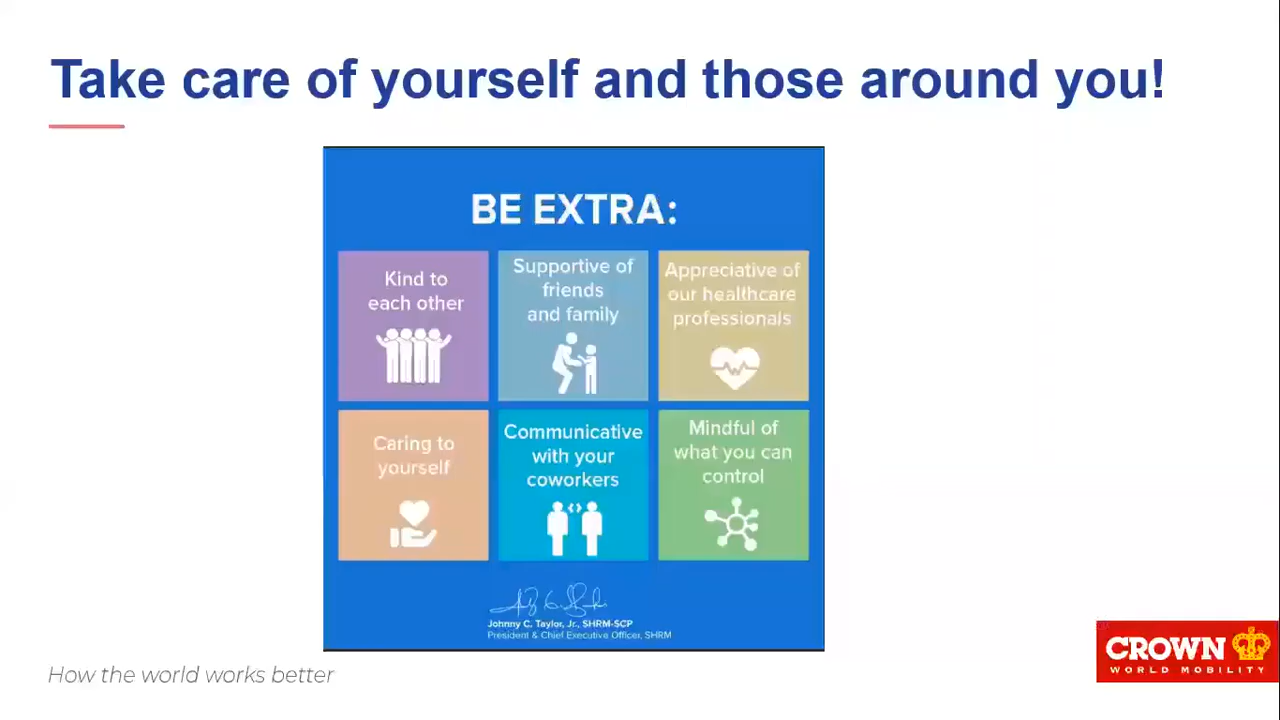 Take care of yourself and those around you!
BE EXTRA:
Kind to
each other
Supportive of
friends
and family
Appreciative of
our healthcare
professionals
Caring to
yourself
Communicative
with your
coworkers
Mindful of
what you can
control
Johnny C. Taylor, Jr., SHRM-SCP
President & Chief Executive Officer, SHRM
How the world works better
CROWN
WORLD MOBILITY